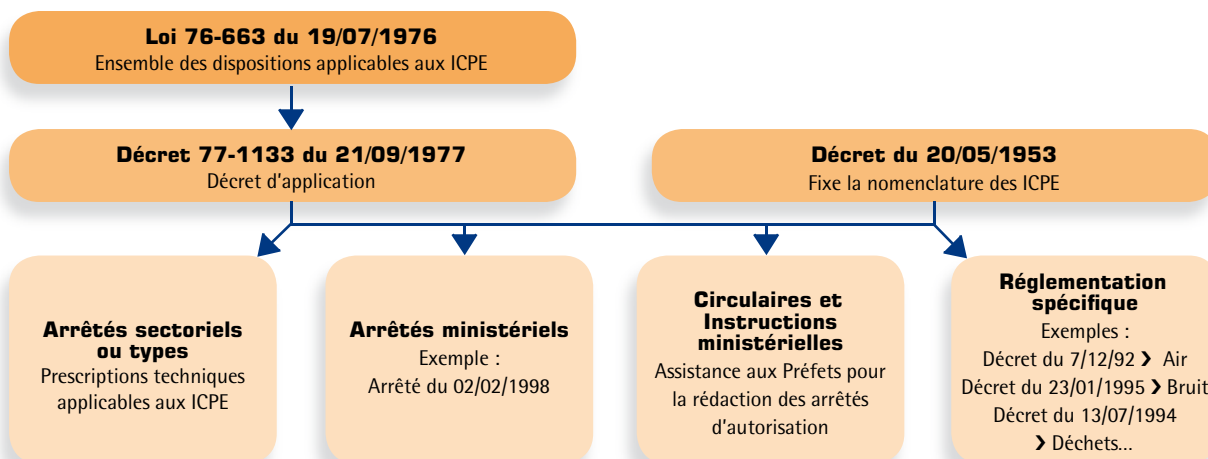 Loi 76-663 du 19/07/1976
Ensemble des dispositions applicables aux ICPE
Décret 77-1133 du 21/09/1977
Décret d'application
Décret du 20/05/1953
Fixe la nomenclature des ICPE
Arrêtés sectoriels
ou types
Prescriptions techniques
applicables aux ICPE
Arrêtés ministériels
Exemple :
Arrêté du 02/02/1998
Circulaires et
Instructions
ministérielles
Assistance aux Préfets pour
la rédaction des arrêtés
d'autorisation
Réglementation
spécifique
Exemples :
Décret du 7/12/92 › Air
Décret du 23/01/1995 › Bruit
Décret du 13/07/1994
› Déchets...